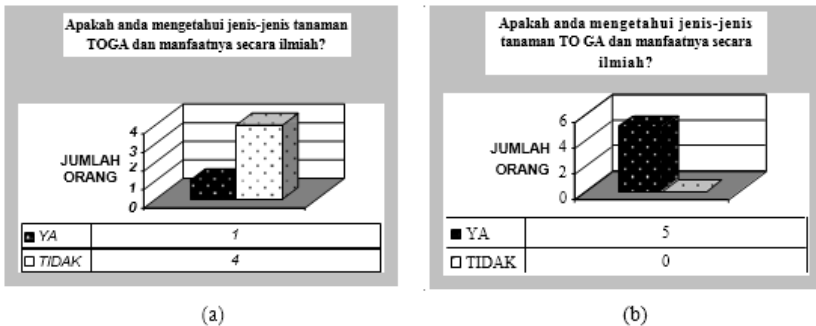 Apakah anda mengetahui jenis-jenis tanaman
TOGA dan manfaatnya secara ilmiah?
JUMLAH
ORANG
4
3
2
1
0
YA 1
TIDAK 4
(a)
Apakah anda mengetahui jenis-jenis
tanaman TO GA dan manfaatnya secara
ilmiah?
JUMLAH
ORANG
6
4
2
0
YA 5
TIDAK 0
(b)